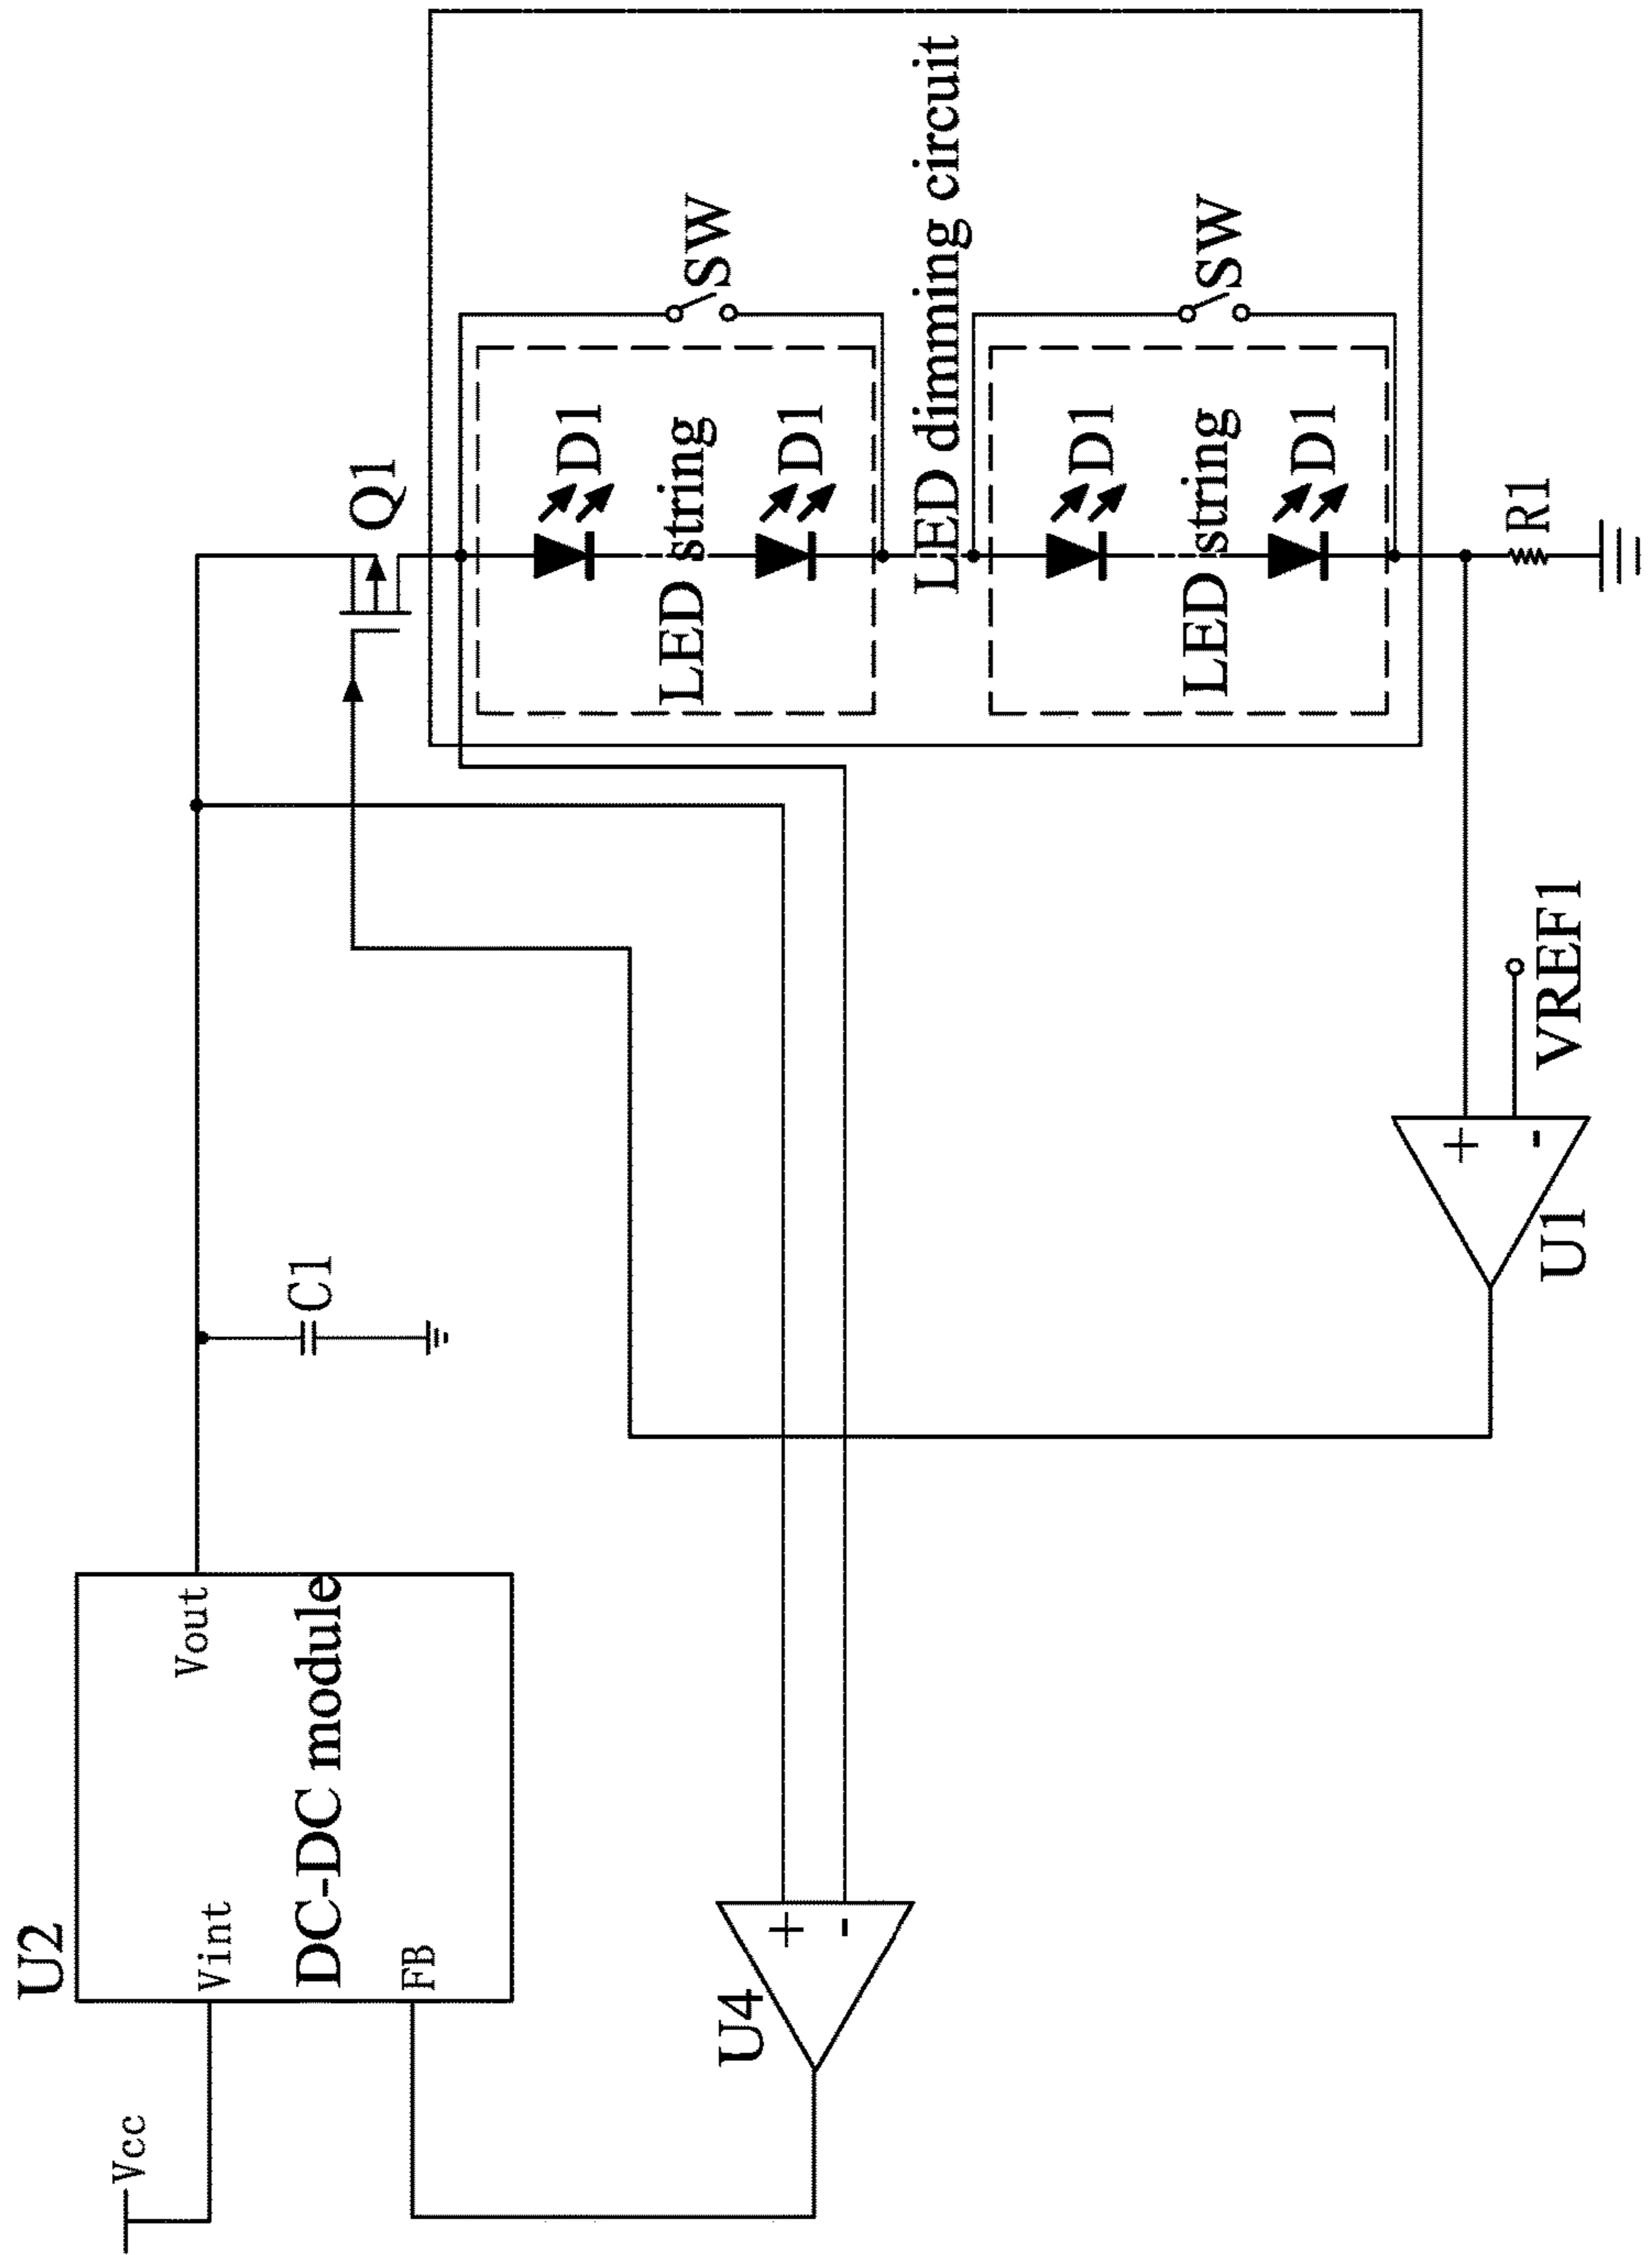 Vcc
U2
Vint
Vout
DC-DC module
FB
C1
Q1
U4
+
-
D1
LED string
D1
SW
LED dimming circuit
D1
LED string
D1
SW
U1
+
-
VREF1
R1